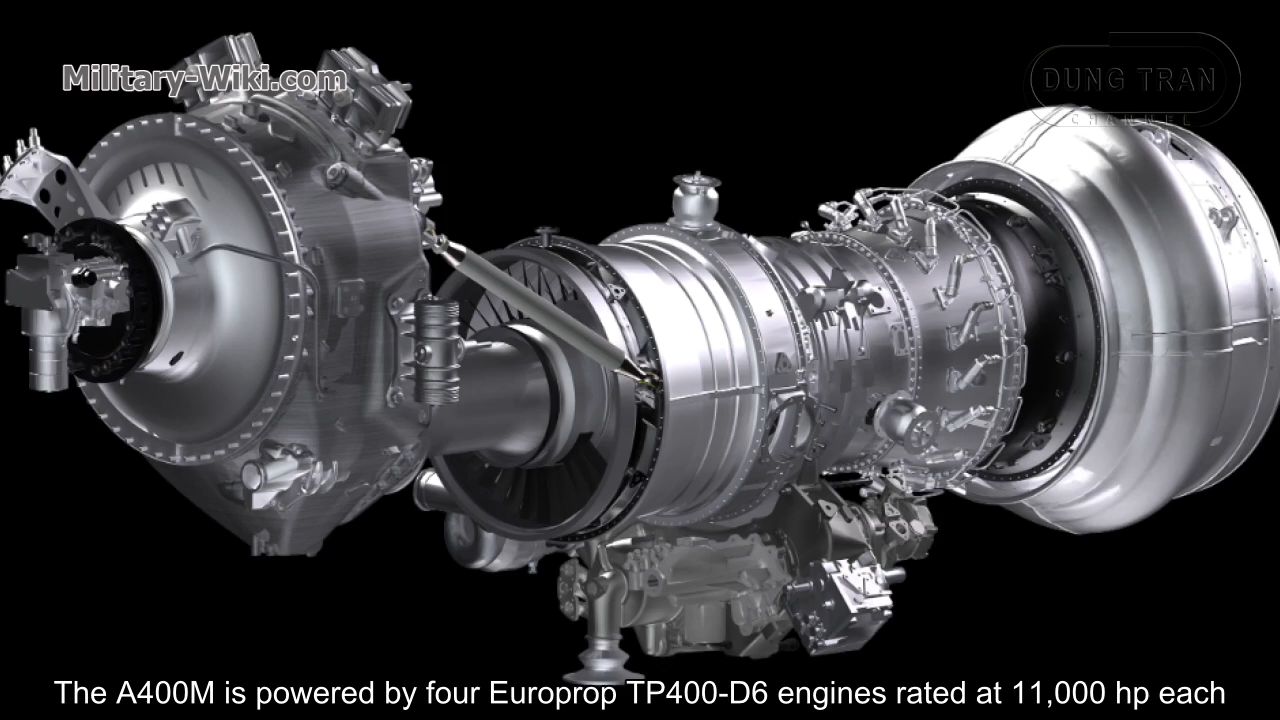 Military-Wiki.com
DUNG TRAN
CHANNEL
The A400M is powered by four Europrop TP400-D6 engines rated at 11,000 hp each